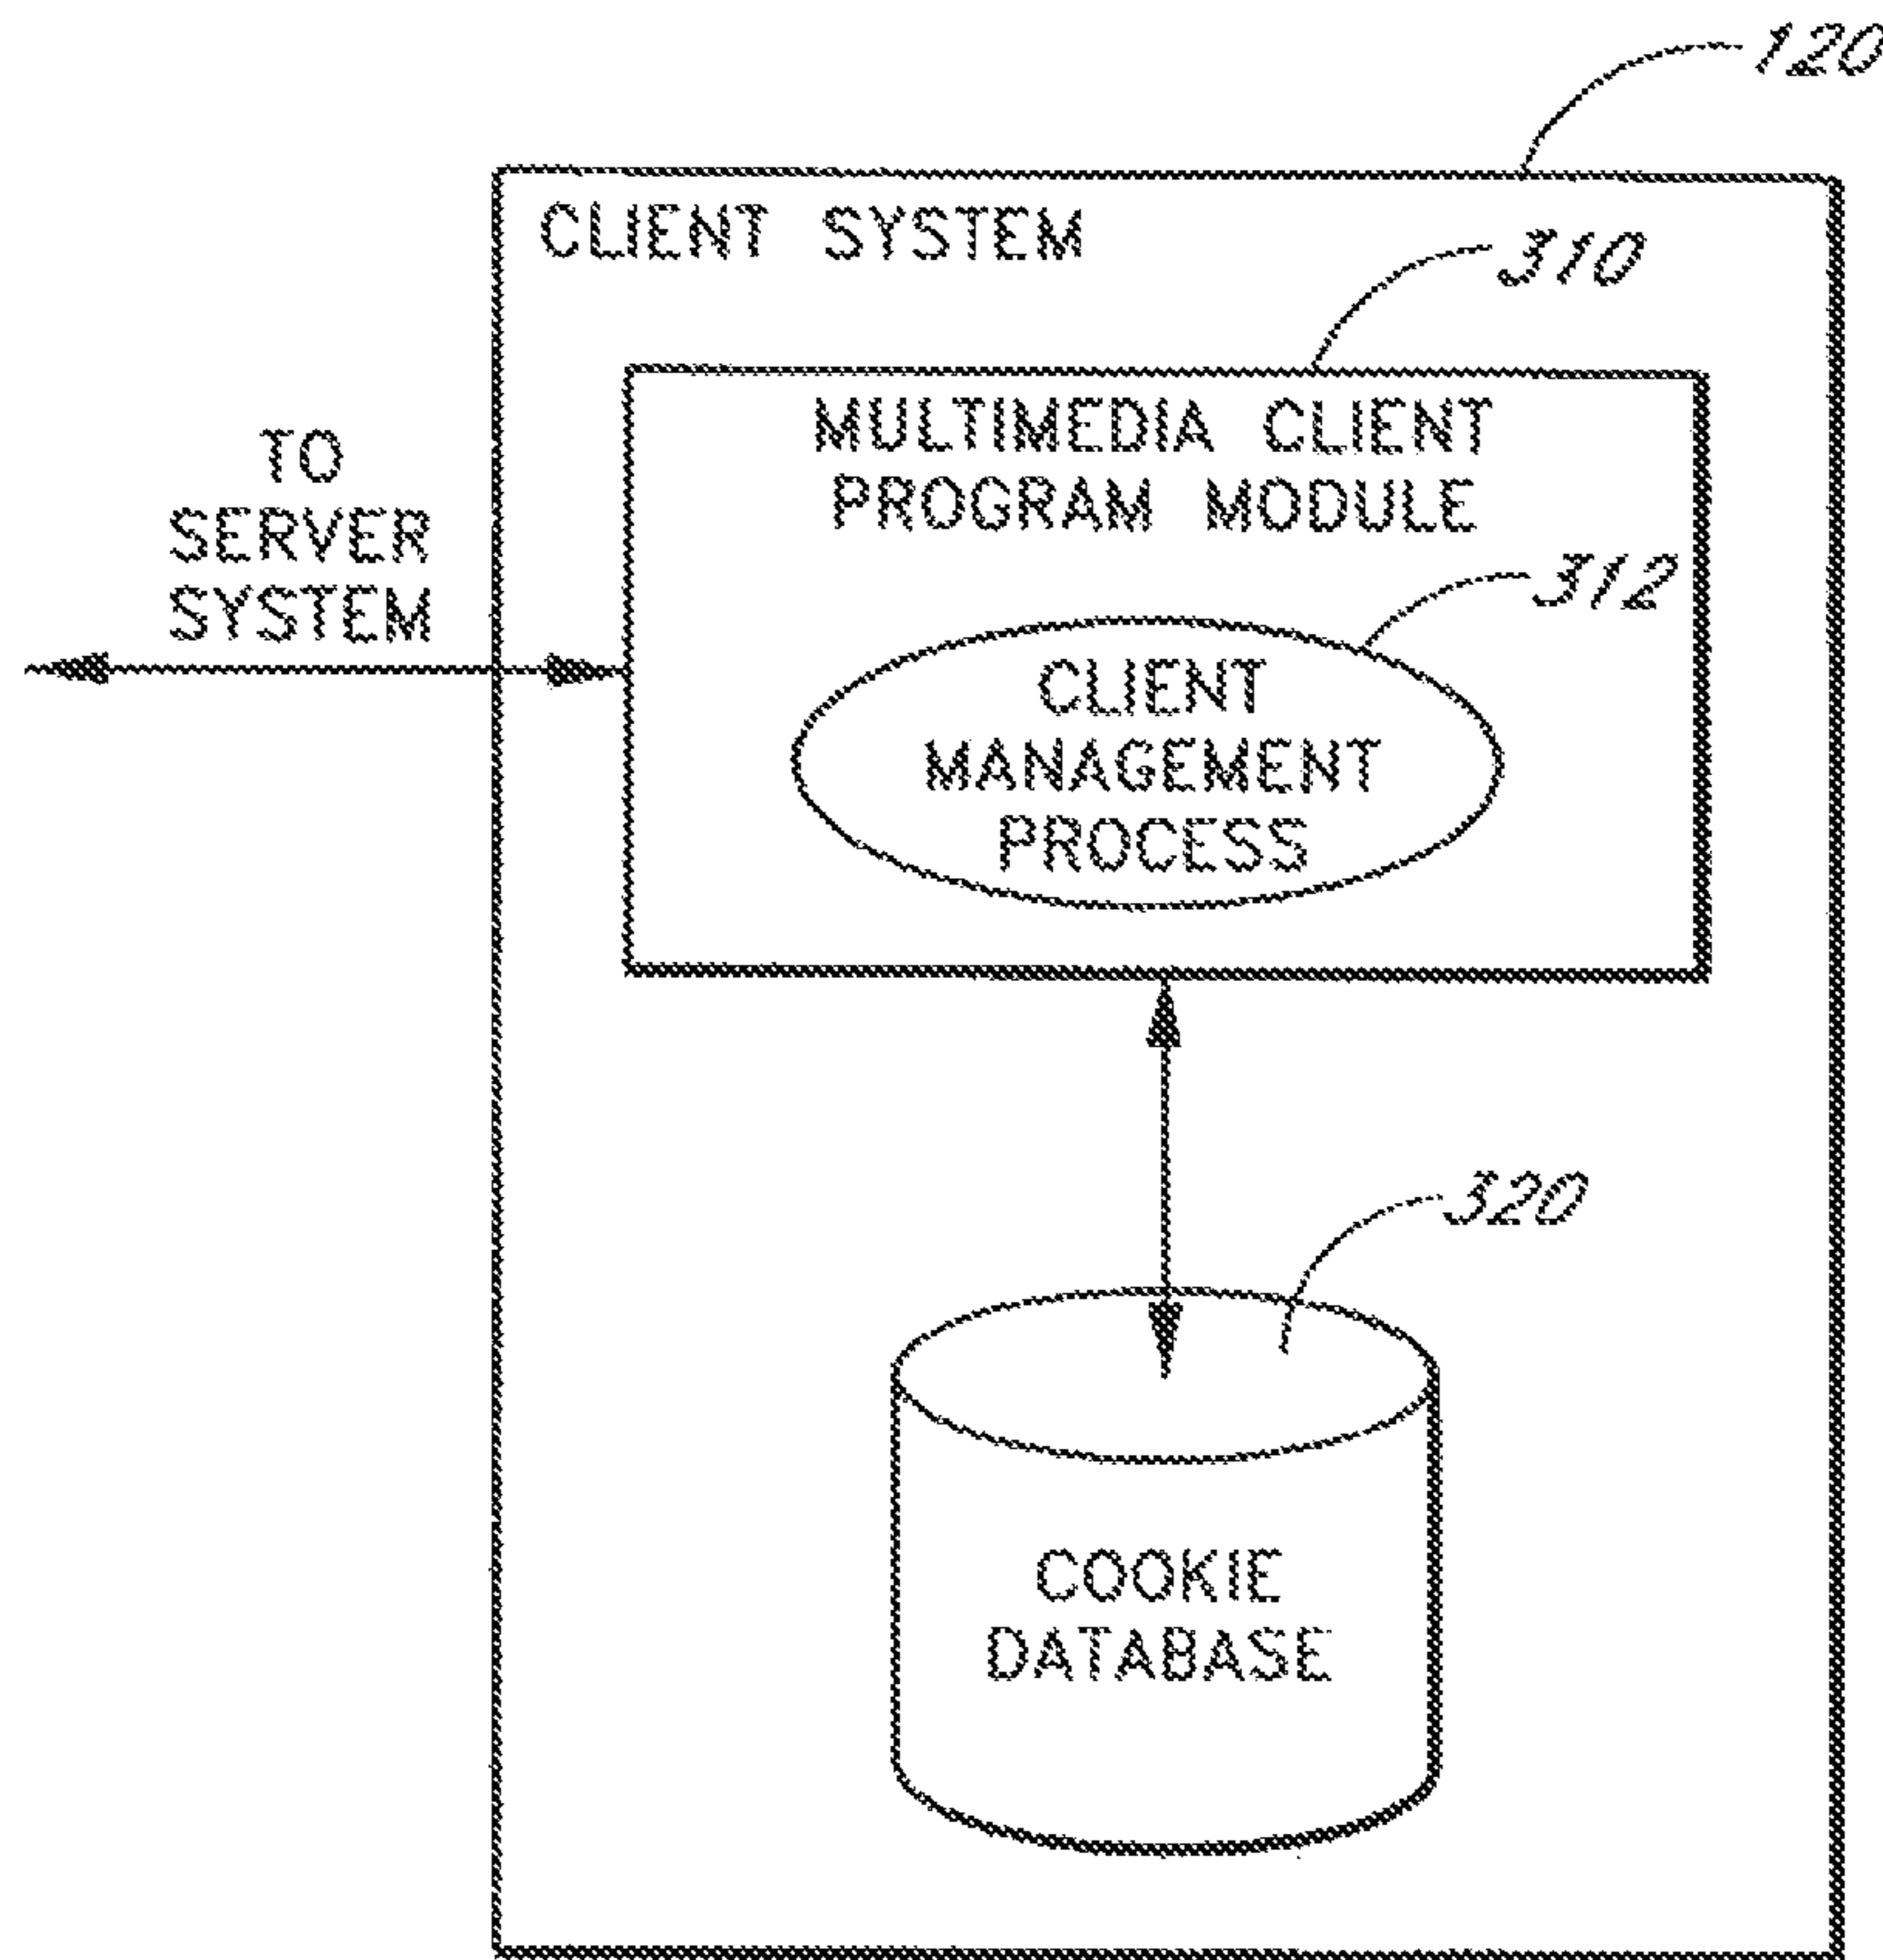 120
CLIENT SYSTEM
310
MULTIMEDIA CLIENT
PROGRAM MODULE
TO
SERVER
SYSTEM
312
CLIENT
MANAGEMENT
PROCESS
320
COOKIE
DATABASE